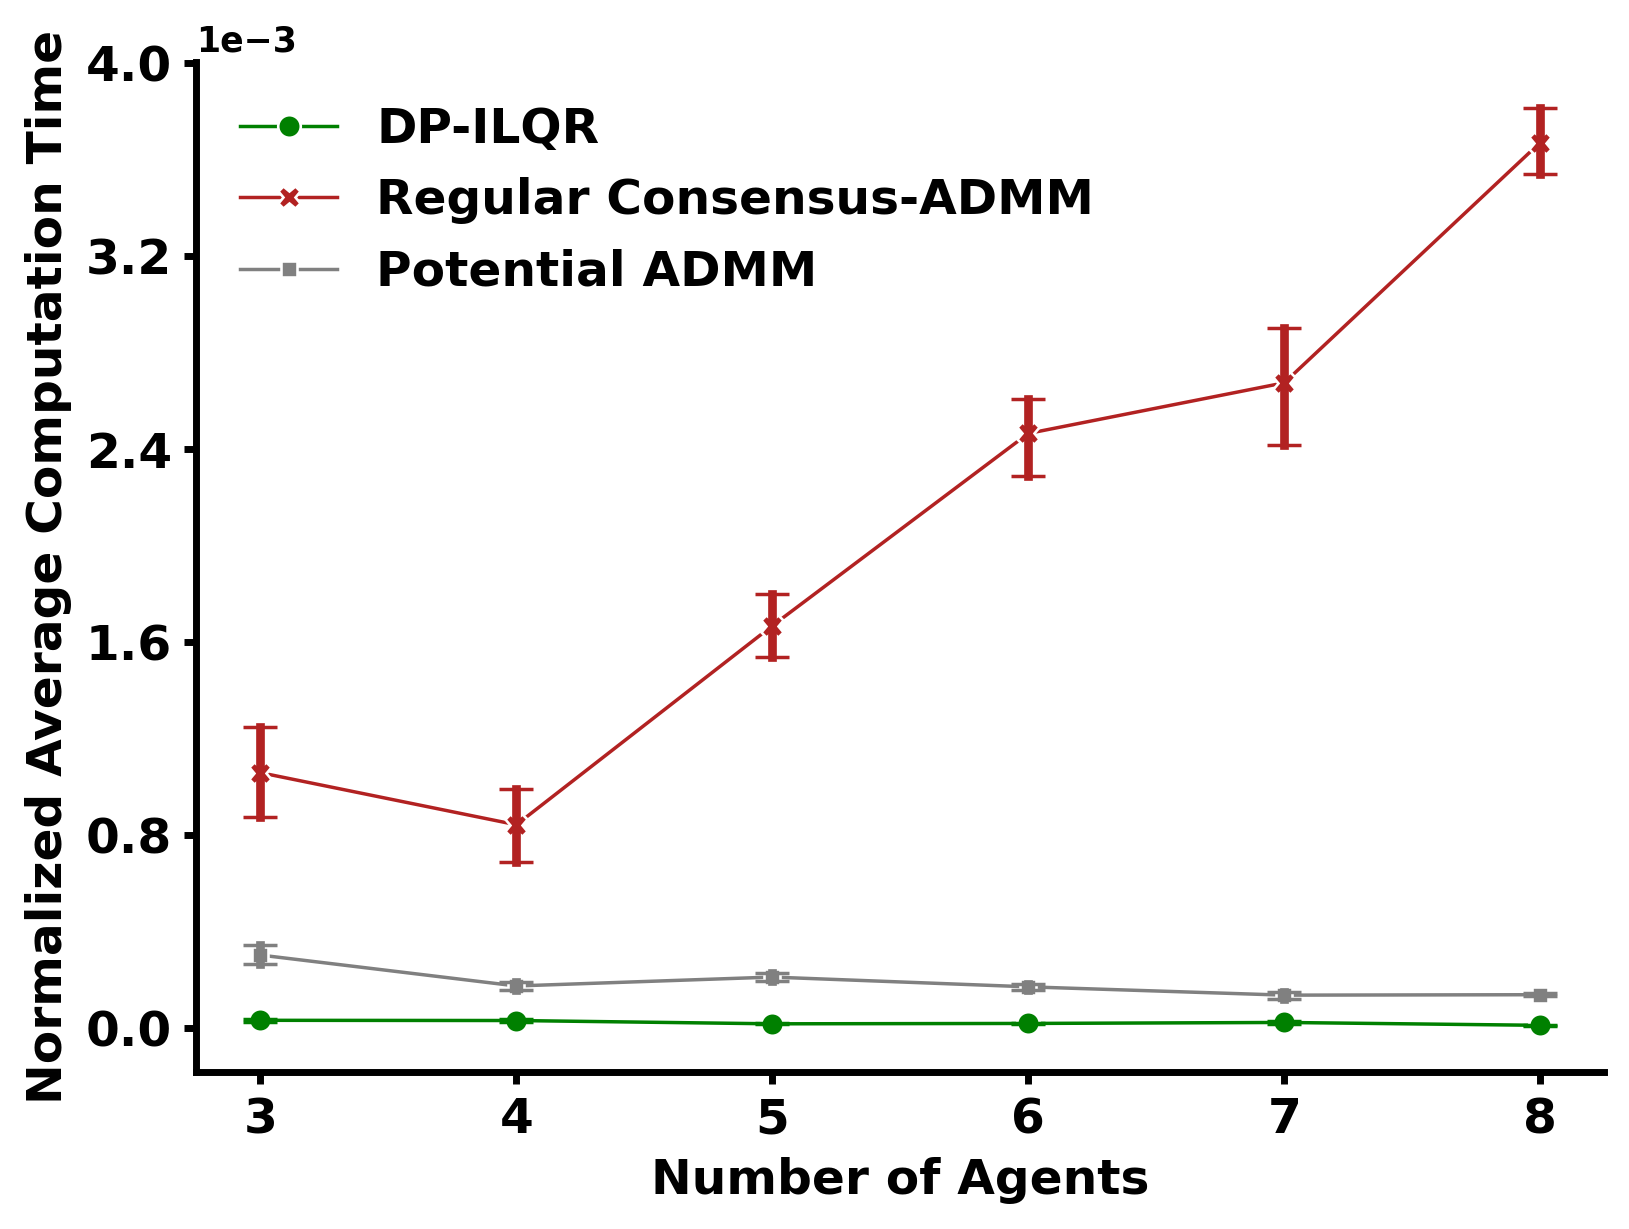 1e−3
4.0
3.2
2.4
1.6
0.8
0.0
Normalized Average Computation Time
DP-ILQR
Regular Consensus-ADMM
Potential ADMM
3 4 5 6 7 8
Number of Agents